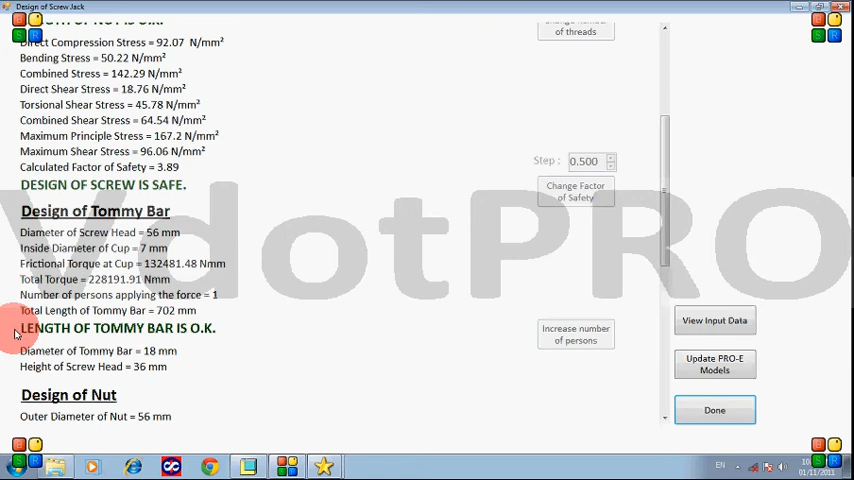 Design of Screw Jack
Direct Compression Stress = 92.07 N/mm²
Bending Stress = 50.22 N/mm²
Combined Stress = 142.29 N/mm²
Direct Shear Stress = 18.76 N/mm²
Torsional Shear Stress = 45.78 N/mm²
Combined Shear Stress = 64.54 N/mm²
Maximum Principle Stress = 167.2 N/mm²
Maximum Shear Stress = 96.06 N/mm²
Calculated Factor of Safety = 3.89
DESIGN OF SCREW IS SAFE.
Design of Tommy Bar
Diameter of Screw Head = 56 mm
Inside Diameter of Cup = 7 mm
Frictional Torque at Cup = 132481.48 Nmm
Total Torque = 228191.91 Nmm
Number of persons applying the force = 1
Total Length of Tommy Bar = 702 mm
LENGTH OF TOMMY BAR IS O.K.
Diameter of Tommy Bar = 18 mm
Height of Screw Head = 36 mm
Design of Nut
Outer Diameter of Nut = 56 mm
of threads
Step : 0.500
Change Factor
of Safety
Increase number
of persons
View Input Data
Update PRO-E
Models
Done
VdotPRO
B
S R
B
S R
B
S R
B
S R
EN
01/11/2011